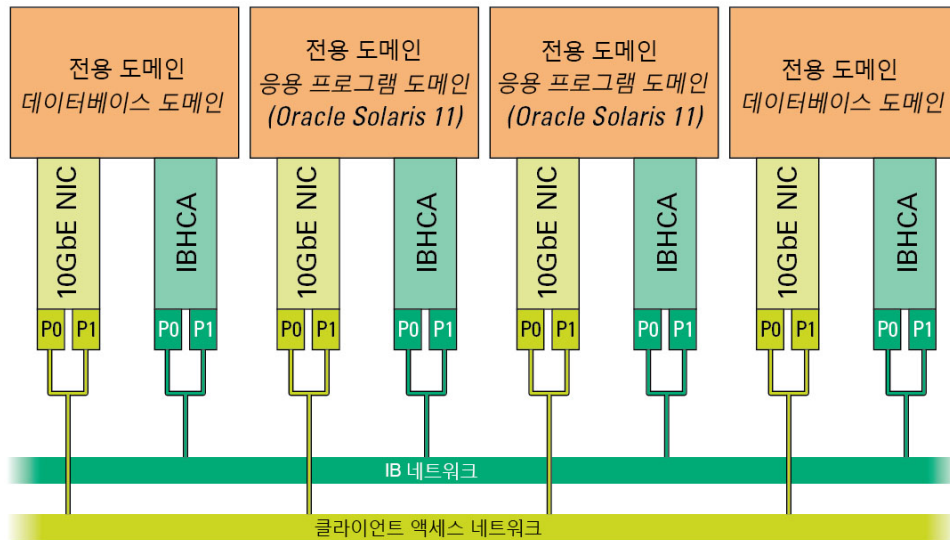 전용 도메인
데이터베이스 도메인
전용 도메인
응용 프로그램 도메인
(Oracle Solaris 11)
전용 도메인
응용 프로그램 도메인
(Oracle Solaris 11)
전용 도메인
데이터베이스 도메인
10GbE NIC
IBHCA
10GbE NIC
IBHCA
10GbE NIC
IBHCA
10GbE NIC
IBHCA
P0 P1
P0 P1
P0 P1
P0 P1
P0 P1
P0 P1
P0 P1
P0 P1
IB 네트워크
클라이언트 액세스 네트워크